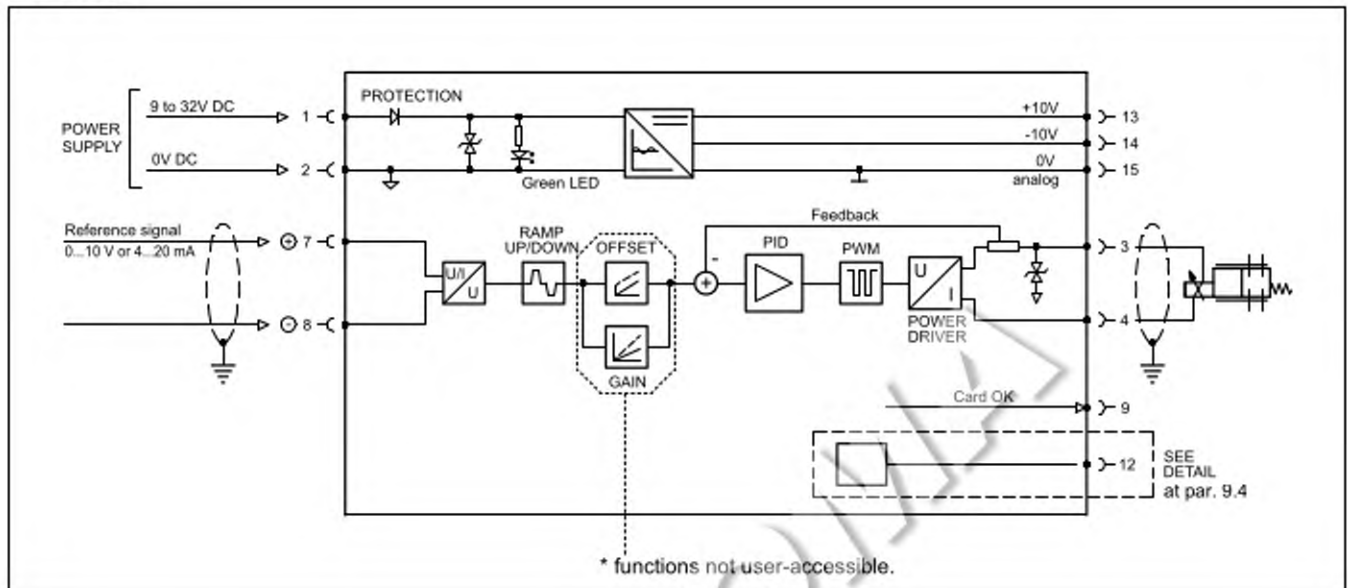 POWER
SUPPLY
9 to 32V DC
0V DC
1
2
PROTECTION
Green LED
+10V
-10V
0V
analog
13
14
15
Reference signal
0...10 V or 4...20 mA
+ 7
- 8
U/I
U
RAMP
UP/DOWN
OFFSET
GAIN
Feedback
-
+
PID
PWM
U
I
POWER
DRIVER
3
4
Card OK
9
12
SEE
DETAIL
at par. 9.4
* functions not user-accessible.